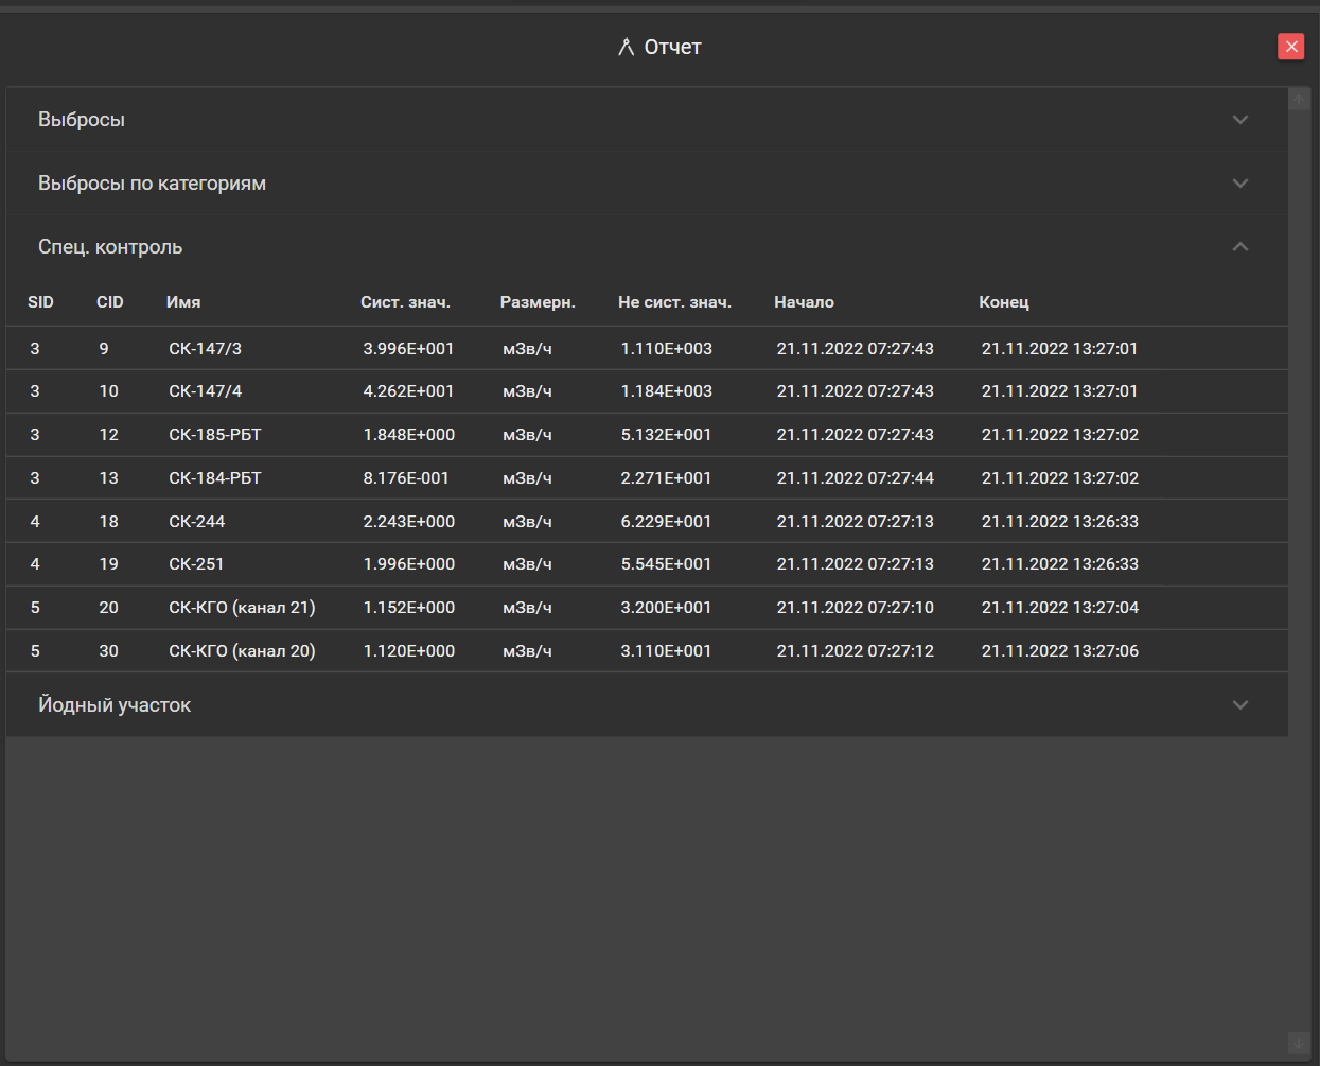 Отчет
Выбросы
Выбросы по категориям
Спец. контроль
SID CID Имя Сист. знач. Размерн. Не сист. знач. Начало Конец
3 9 СК-147/3 3.996E+001 мЗв/ч 1.110E+003 21.11.2022 07:27:43 21.11.2022 13:27:01
3 10 СК-147/4 4.262E+001 мЗв/ч 1.184E+003 21.11.2022 07:27:43 21.11.2022 13:27:01
3 12 СК-185-РБТ 1.848E+000 мЗв/ч 5.132E+001 21.11.2022 07:27:43 21.11.2022 13:27:02
3 13 СК-184-РБТ 8.176E-001 мЗв/ч 2.271E+001 21.11.2022 07:27:44 21.11.2022 13:27:02
4 18 СК-244 2.243E+000 мЗв/ч 6.229E+001 21.11.2022 07:27:13 21.11.2022 13:26:33
4 19 СК-251 1.996E+000 мЗв/ч 5.545E+001 21.11.2022 07:27:13 21.11.2022 13:26:33
5 20 СК-КГО (канал 21) 1.152E+000 мЗв/ч 3.200E+001 21.11.2022 07:27:10 21.11.2022 13:27:04
5 30 СК-КГО (канал 20) 1.120E+000 мЗв/ч 3.110E+001 21.11.2022 07:27:12 21.11.2022 13:27:06
Йодный участок